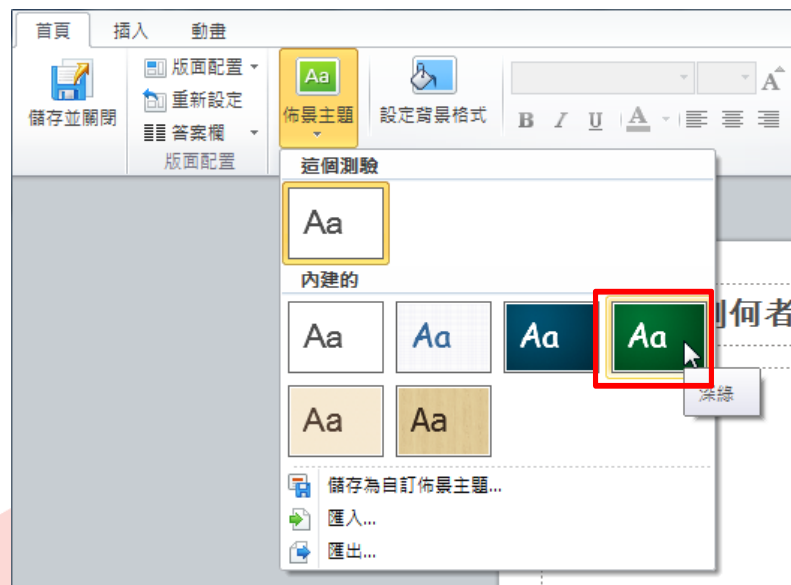 首頁 插入 動畫
儲存並關閉
版面配置
重新設定
答案欄
版面配置
Aa
佈景主題
設定背景格式
A
B I U A
這個測驗
Aa
內建的
Aa Aa Aa Aa
深綠
Aa Aa
儲存為自訂佈景主題...
匯入...
匯出...
何者